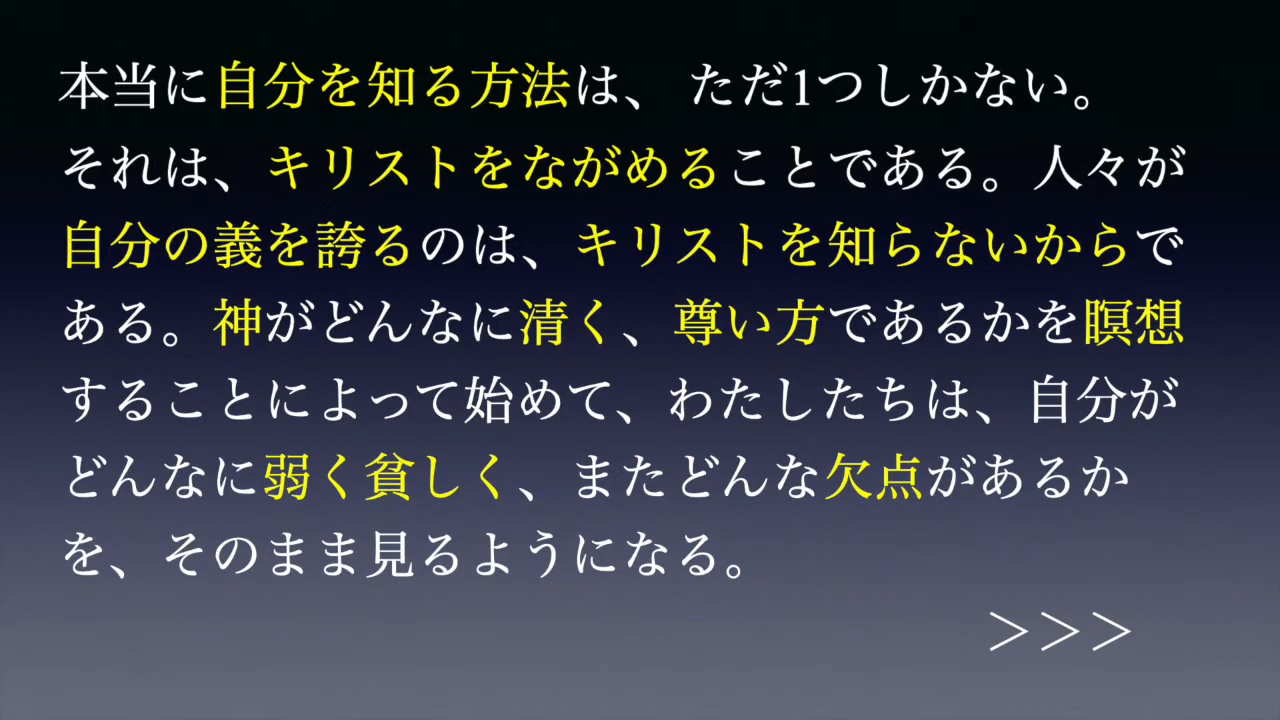 本当に自分を知る方法は、 ただ1つしかない。
それは、キリストをながめることである。人々が
自分の義を誇るのは、キリストを知らないからで
ある。神がどんなに清く、尊い方であるかを瞑想
することによって始めて、わたしたちは、自分が
どんなに弱く貧しく、またどんな欠点があるか
を、そのまま見るようになる。
>>>